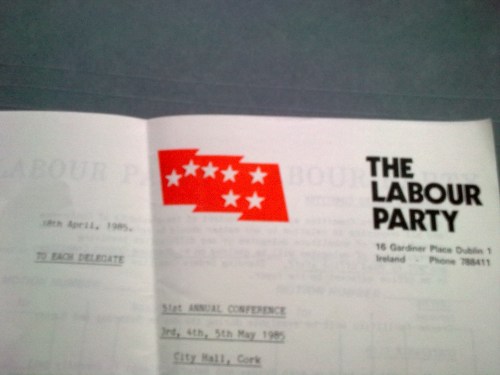 THE
LABOUR
PARTY
16 Gardiner Place Dublin 1
Ireland Phone 788411
18th April, 1985.
TO EACH DELEGATE
51st ANNUAL CONFERENCE
3rd, 4th, 5th May 1985
City Hall, Cork